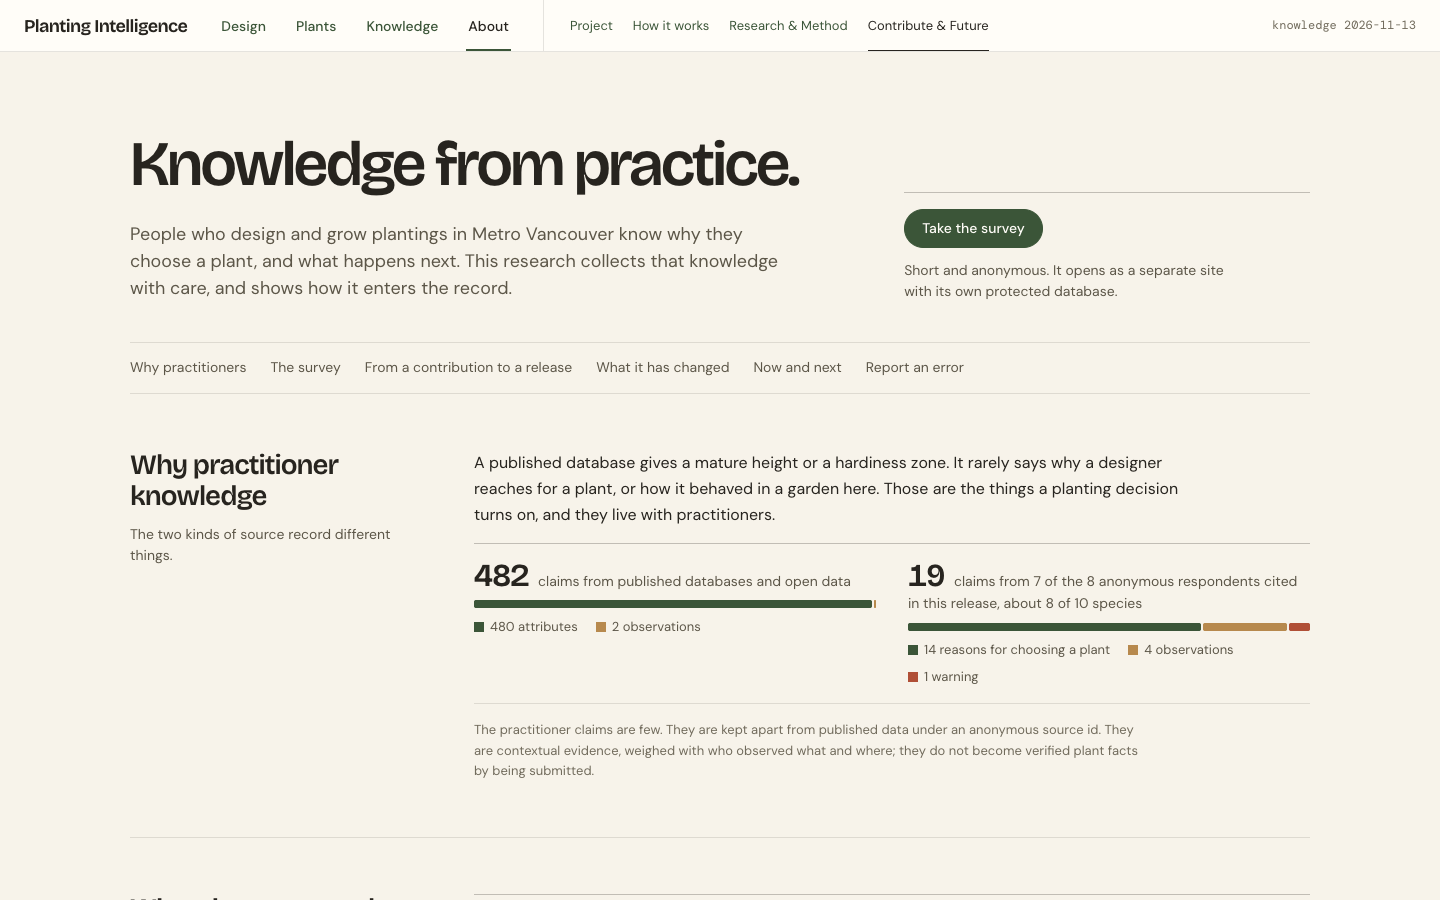 Planting Intelligence
Design
Plants
Knowledge
About
Project
How it works
Research & Method
Contribute & Future
knowledge 2026-11-13
Knowledge from practice.
People who design and grow plantings in Metro Vancouver know why they
choose a plant, and what happens next. This research collects that knowledge
with care, and shows how it enters the record.
Take the survey
Short and anonymous. It opens as a separate site
with its own protected database.
Why practitioners
The survey
From a contribution to a release
What it has changed
Now and next
Report an error
Why practitioner
knowledge
The two kinds of source record different
things.
A published database gives a mature height or a hardiness zone. It rarely says why a designer
reaches for a plant, or how it behaved in a garden here. Those are the things a planting decision
turns on, and they live with practitioners.
482 claims from published databases and open data
480 attributes
2 observations
19 claims from 7 of the 8 anonymous respondents cited
in this release, about 8 of 10 species
14 reasons for choosing a plant
4 observations
1 warning
The practitioner claims are few. They are kept apart from published data under an anonymous source id. They
are contextual evidence, weighed with who observed what and where; they do not become verified plant facts
by being submitted.